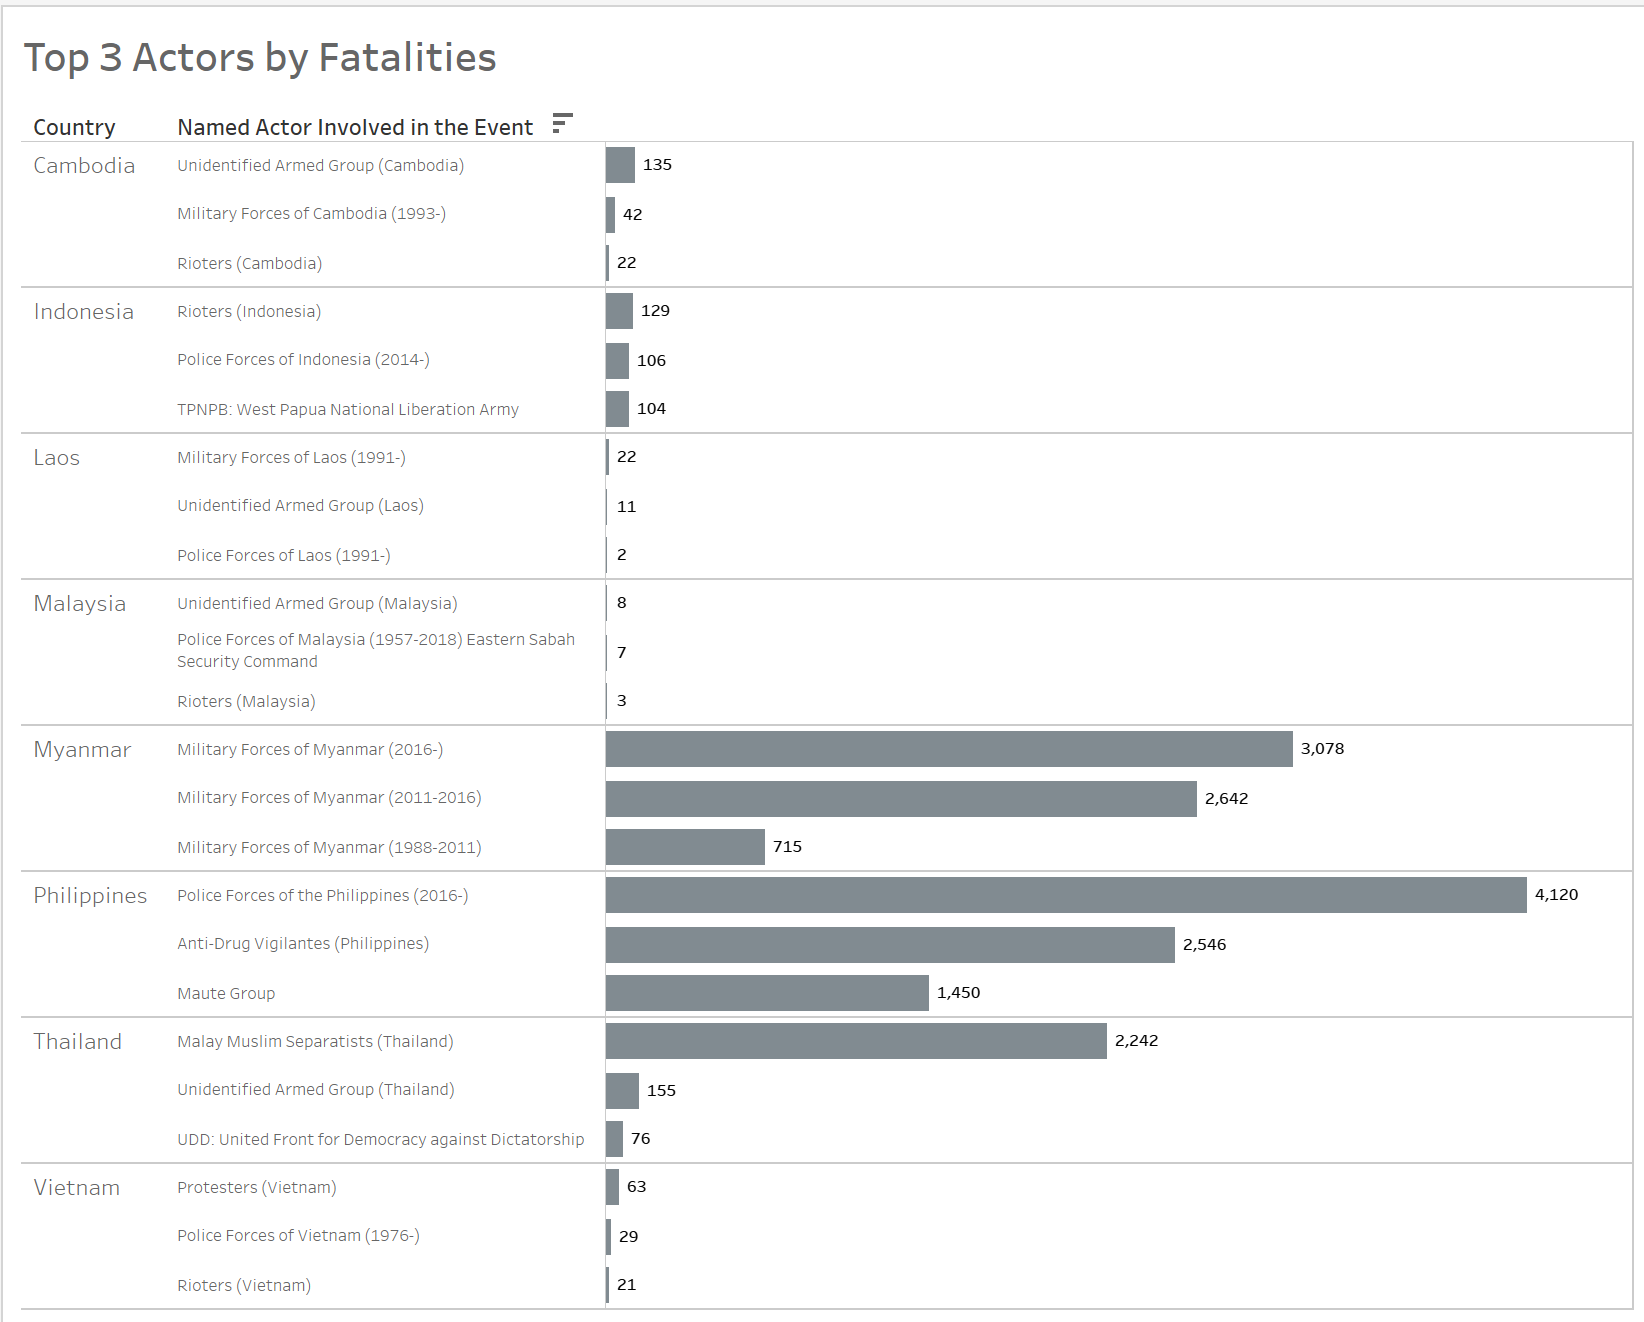 Top 3 Actors by Fatalities
Country Named Actor Involved in the Event
Cambodia Unidentified Armed Group (Cambodia) 135
Military Forces of Cambodia (1993-) 42
Rioters (Cambodia) 22
Indonesia Rioters (Indonesia) 129
Police Forces of Indonesia (2014-) 106
TPNPB: West Papua National Liberation Army 104
Laos Military Forces of Laos (1991-) 22
Unidentified Armed Group (Laos) 11
Police Forces of Laos (1991-) 2
Malaysia Unidentified Armed Group (Malaysia) 8
Police Forces of Malaysia (1957-2018) Eastern Sabah
Security Command 7
Rioters (Malaysia) 3
Myanmar Military Forces of Myanmar (2016-) 3,078
Military Forces of Myanmar (2011-2016) 2,642
Military Forces of Myanmar (1988-2011) 715
Philippines Police Forces of the Philippines (2016-) 4,120
Anti-Drug Vigilantes (Philippines) 2,546
Maute Group 1,450
Thailand Malay Muslim Separatists (Thailand) 2,242
Unidentified Armed Group (Thailand) 155
UDD: United Front for Democracy against Dictatorship 76
Vietnam Protesters (Vietnam) 63
Police Forces of Vietnam (1976-) 29
Rioters (Vietnam) 21